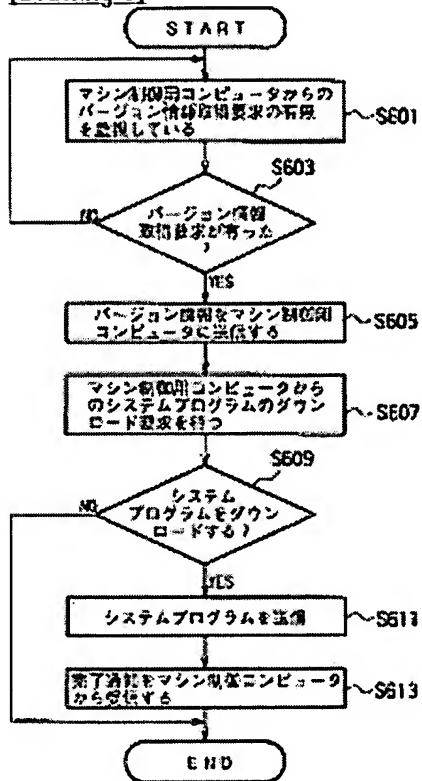 START
マシン制御用コンピュータからの
バージョン情報取得要求の有無
を監視している
S601
S603
NO
バージョン情報
取得要求が有った
?
YES
バージョン情報をマシン制御用
コンピュータに送信する
S605
マシン制御用コンピュータから
のシステムプログラムのダウン
ロード要求を待つ
S607
S609
NO
システム
プログラムをダウン
ロードする?
YES
システムプログラムを送信
S611
完了通知をマシン制御コンピュータ
から受信する
S613
END